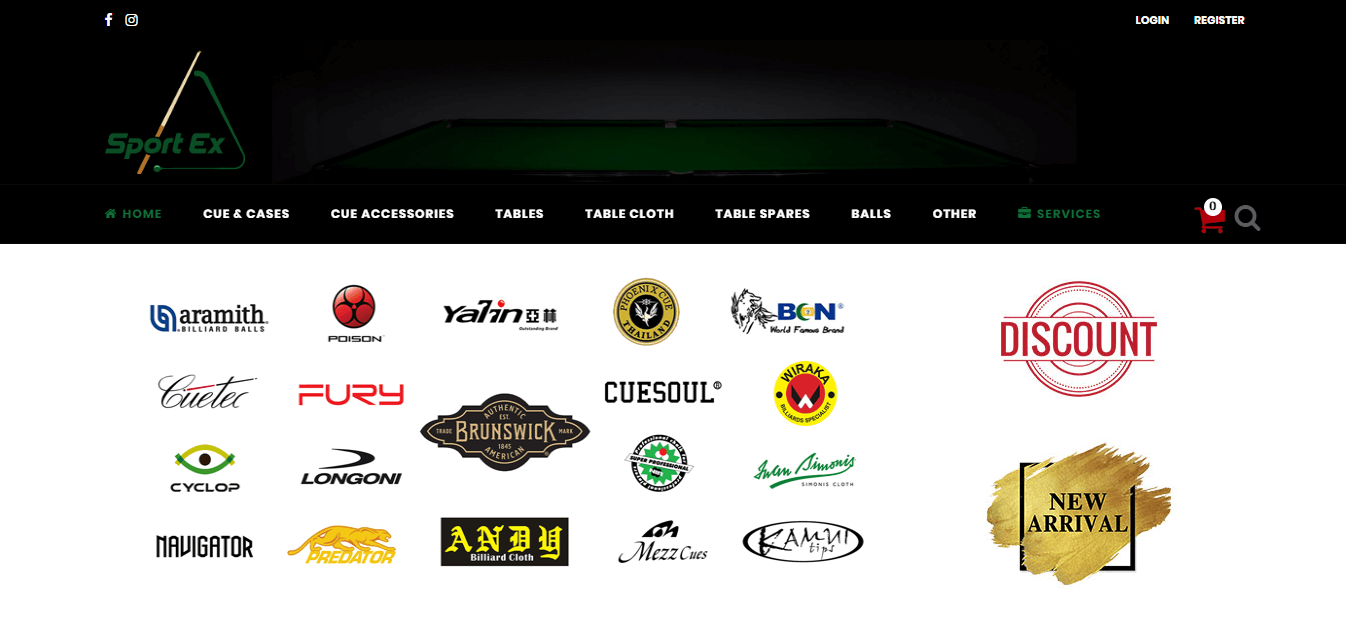 LOGIN
REGISTER
Sport Ex
HOME
CUE & CASES
CUE ACCESSORIES
TABLES
TABLE CLOTH
TABLE SPARES
BALLS
OTHER
SERVICES
0
aramith
BILLIARD BALLS
POISON
Yalin 亞林
Outstanding Brand
PHOENIX CUE
THAILAND
BCN®
World Famous Brand
DISCOUNT
Cuetec
FURY
AUTHENTIC
EST.
TRADE BRUNSWICK MARK
1845
AMERICAN
CUESOUL®
WIRAKA
BILLIARDS SPECIALIST
CYCLOP
LONGONI
SUPER PROFESSIONAL
Iwan Simonis
SIMONIS CLOTH
NEW
ARRIVAL
NAVIGATOR
PREDATOR
ANDY
Billiard Cloth
Mezz Cues
KAMUI
tips